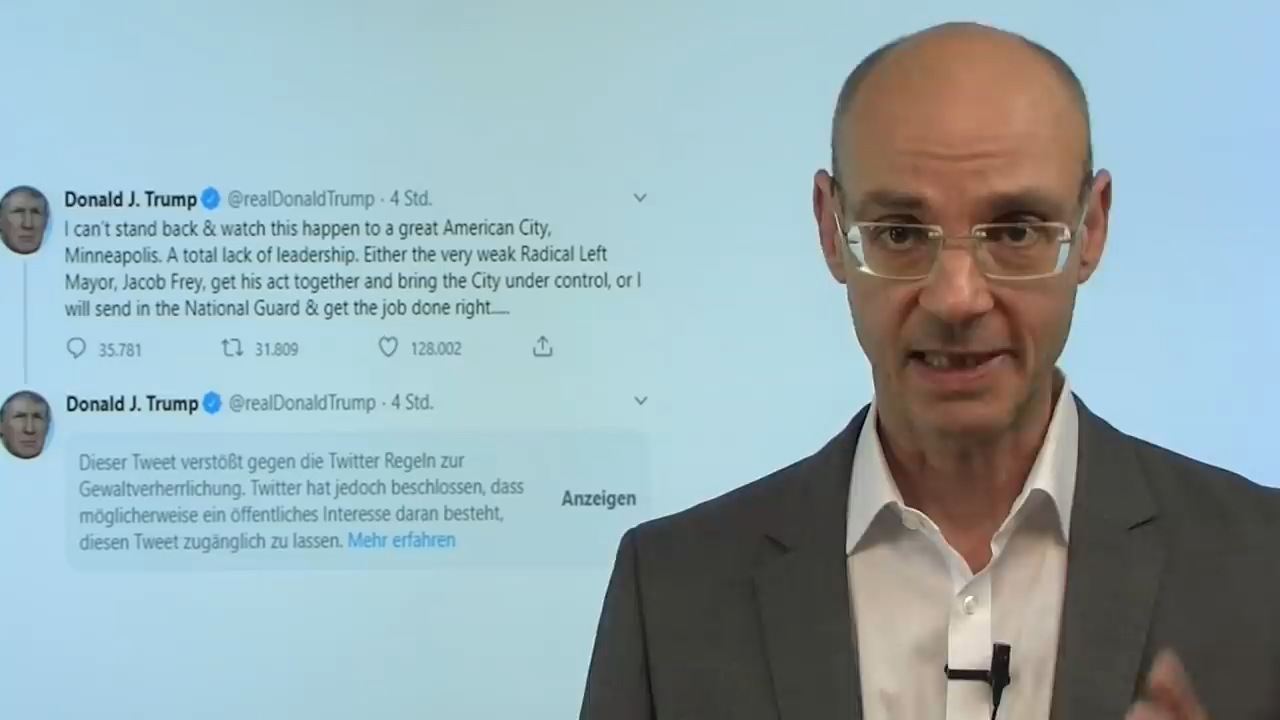 Donald J. Trump @realDonaldTrump · 4 Std.
I can't stand back & watch this happen to a great American City,
Minneapolis. A total lack of leadership. Either the very weak Radical Left
Mayor, Jacob Frey, get his act together and bring the City under control, or I
will send in the National Guard & get the job done right.....
35.781 31.809 128.002
Donald J. Trump @realDonaldTrump · 4 Std.
Dieser Tweet verstößt gegen die Twitter Regeln zur
Gewaltverherrlichung. Twitter hat jedoch beschlossen, dass
möglicherweise ein öffentliches Interesse daran besteht,
diesen Tweet zugänglich zu lassen. Mehr erfahren
Anzeigen